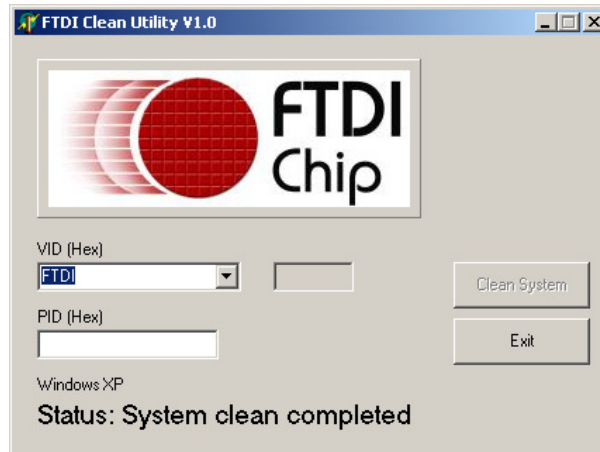 FTDI Clean Utility V1.0
FTDI
Chip
VID (Hex)
FTDI
Clean System
PID (Hex)
Exit
Windows XP
Status: System clean completed